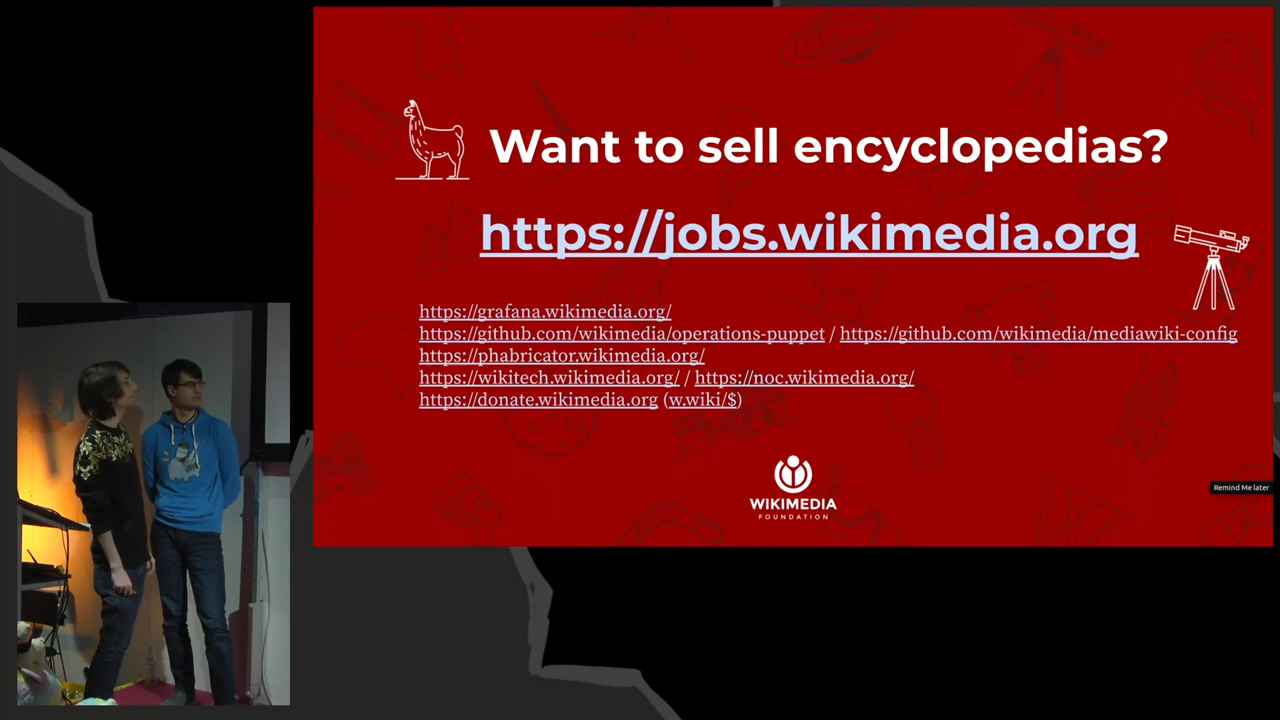 Want to sell encyclopedias?
https://jobs.wikimedia.org
https://grafana.wikimedia.org/
https://github.com/wikimedia/operations-puppet / https://github.com/wikimedia/mediawiki-config
https://phabricator.wikimedia.org/
https://wikitech.wikimedia.org/ / https://noc.wikimedia.org/
https://donate.wikimedia.org (w.wiki/$)
Remind Me later
WIKIMEDIA
FOUNDATION